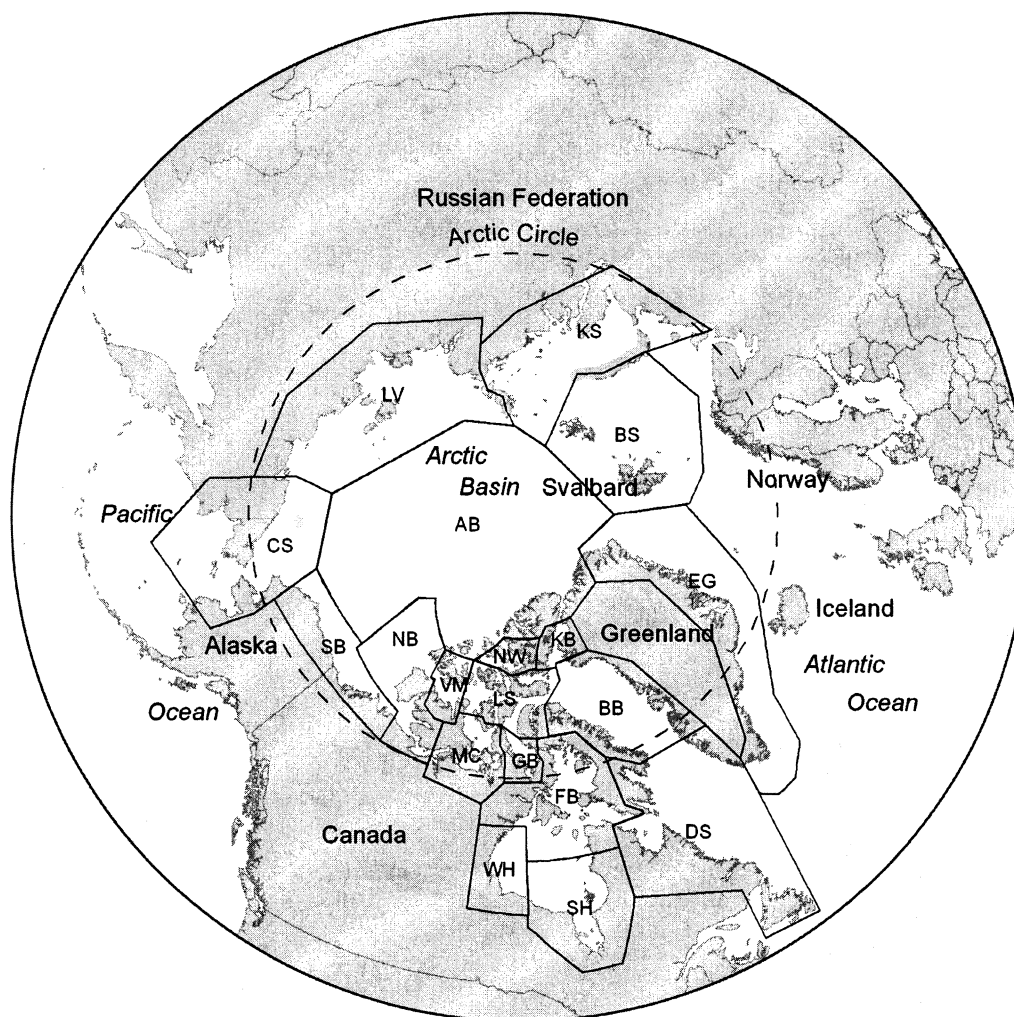 Russian Federation
Arctic Circle
KS
LV
BS
Arctic
Basin
Svalbard
Norway
Pacific
AB
CS
EG
Iceland
Alaska
SB
NB
NW
KB
Greenland
Atlantic
Ocean
VM
LS
BB
Ocean
MC
GB
FB
Canada
DS
WH
SH